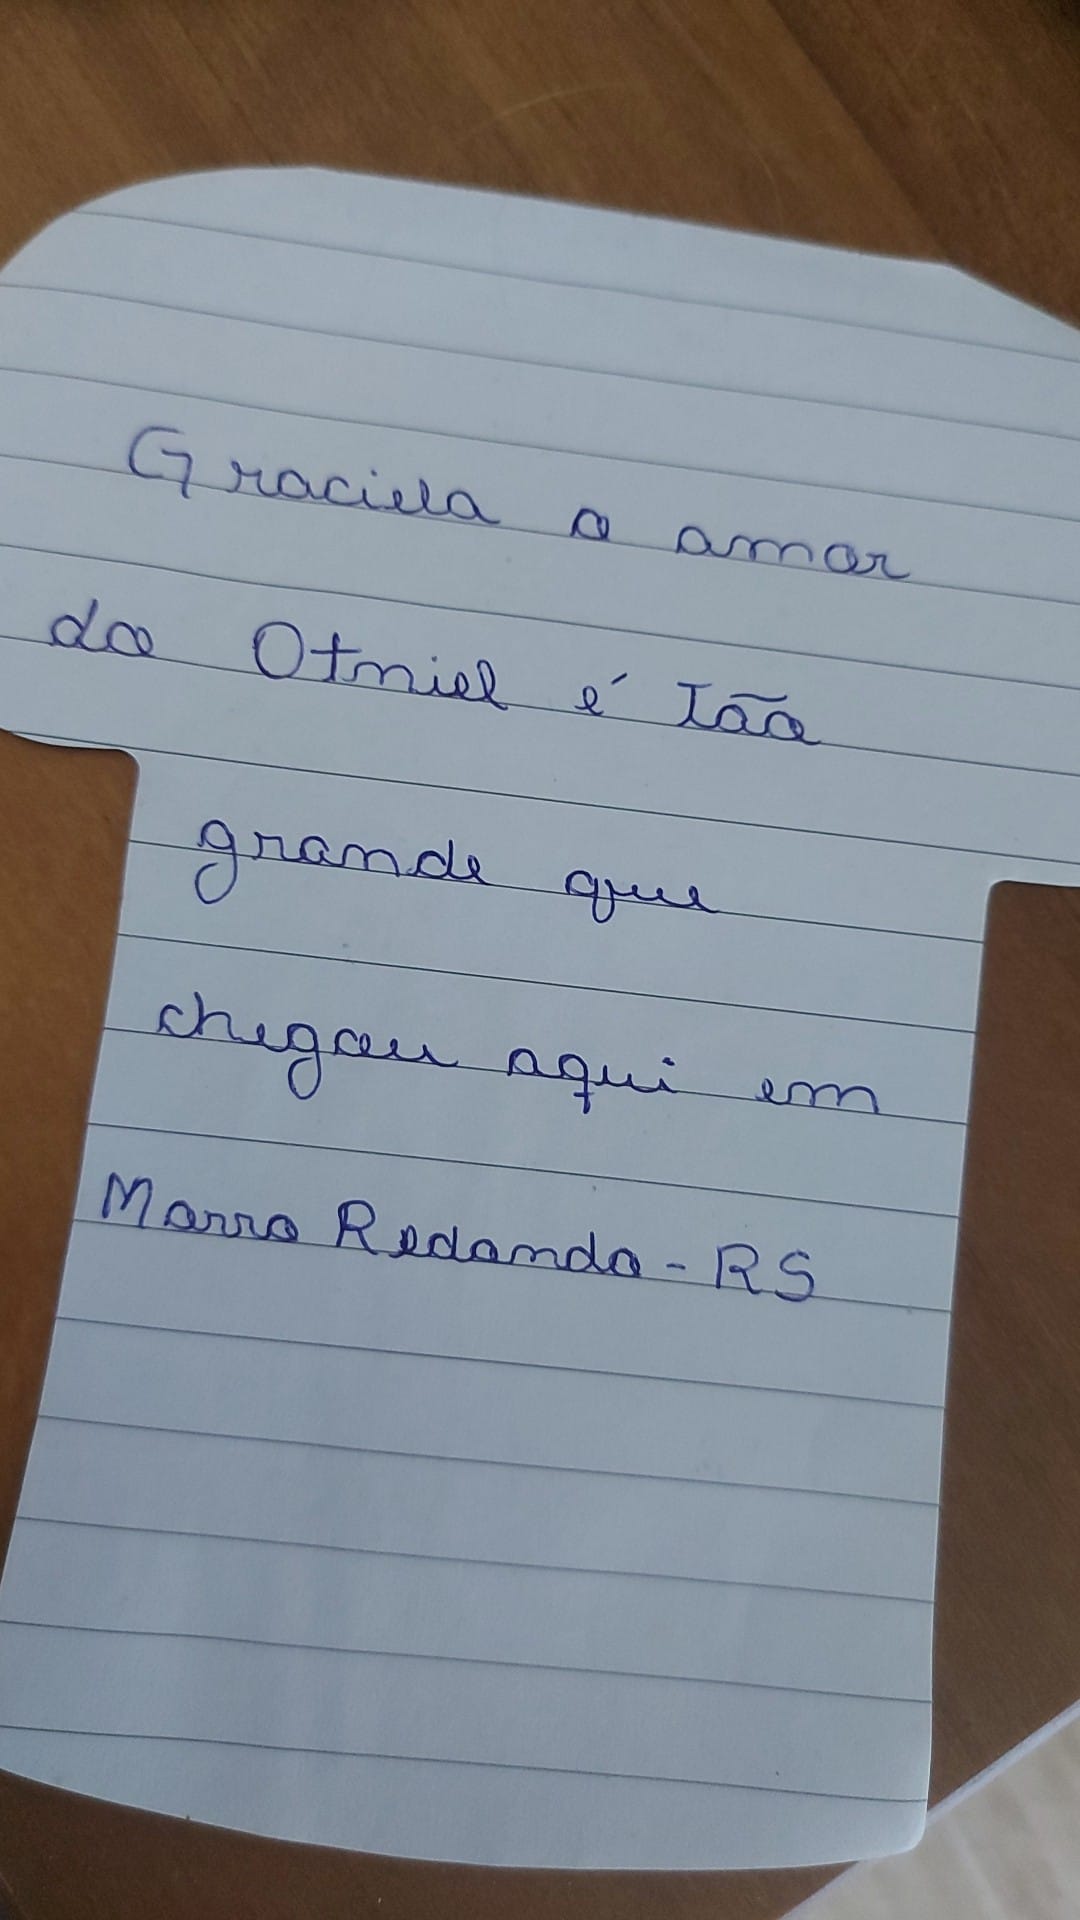 Graciela o amor
do Otniel é Tão
grande que
chegou aqui em
Morro Redondo - RS